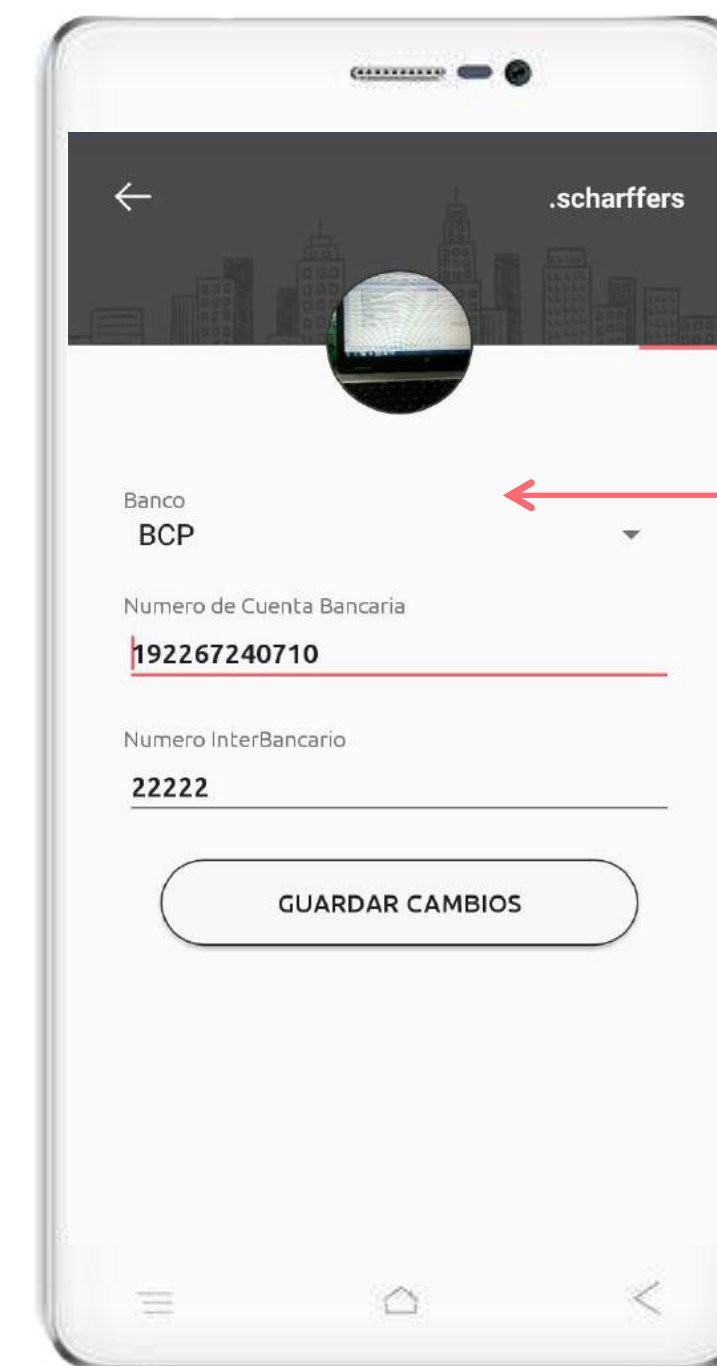 .scharffers
Banco
BCP
Numero de Cuenta Bancaria
192267240710
Numero InterBancario
22222
GUARDAR CAMBIOS